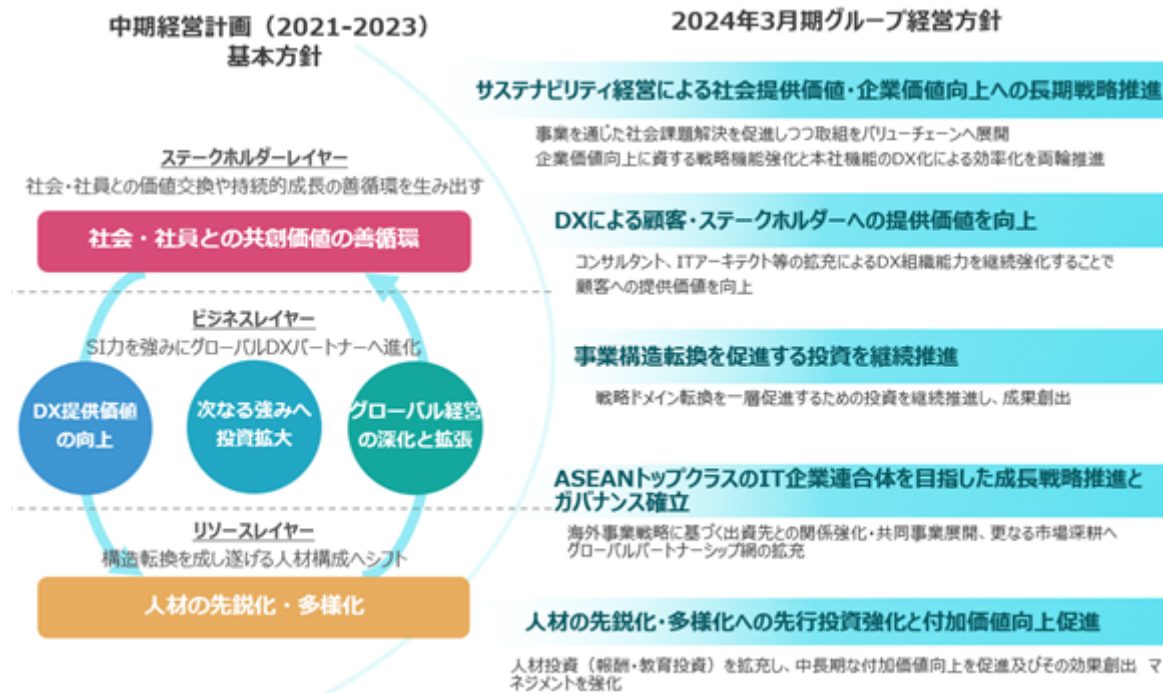 中期経営計画（2021-2023）
基本方針
ステークホルダーレイヤー
社会・社員との価値交換や持続的成長の善循環を生み出す
社会・社員との共創価値の善循環
ビジネスレイヤー
SI力を強みにグローバルDXパートナーへ進化
DX提供価値
の向上
次なる強みへ
投資拡大
グローバル経営
の深化と拡張
リソースレイヤー
構造転換を成し遂げる人材構成へシフト
人材の先鋭化・多様化
2024年3月期グループ経営方針
サステナビリティ経営による社会提供価値・企業価値向上への長期戦略推進
事業を通じた社会課題解決を促進しつつ取組をバリューチェーンへ展開
企業価値向上に資する戦略機能強化と本社機能のDX化による効率化を両輪推進
DXによる顧客・ステークホルダーへの提供価値を向上
コンサルタント、ITアーキテクト等の拡充によるDX組織能力を継続強化することで
顧客への提供価値を向上
事業構造転換を促進する投資を継続推進
戦略ドメイン転換を一層促進するための投資を継続推進し、成果創出
ASEANトップクラスのIT企業連合体を目指した成長戦略推進と
ガバナンス確立
海外事業戦略に基づく出資先との関係強化・共同事業展開、更なる市場深耕へ
グローバルパートナーシップ網の拡充
人材の先鋭化・多様化への先行投資強化と付加価値向上促進
人材投資（報酬・教育投資）を拡充し、中長期な付加価値向上を促進及びその効果創出 マ
ネジメントを強化